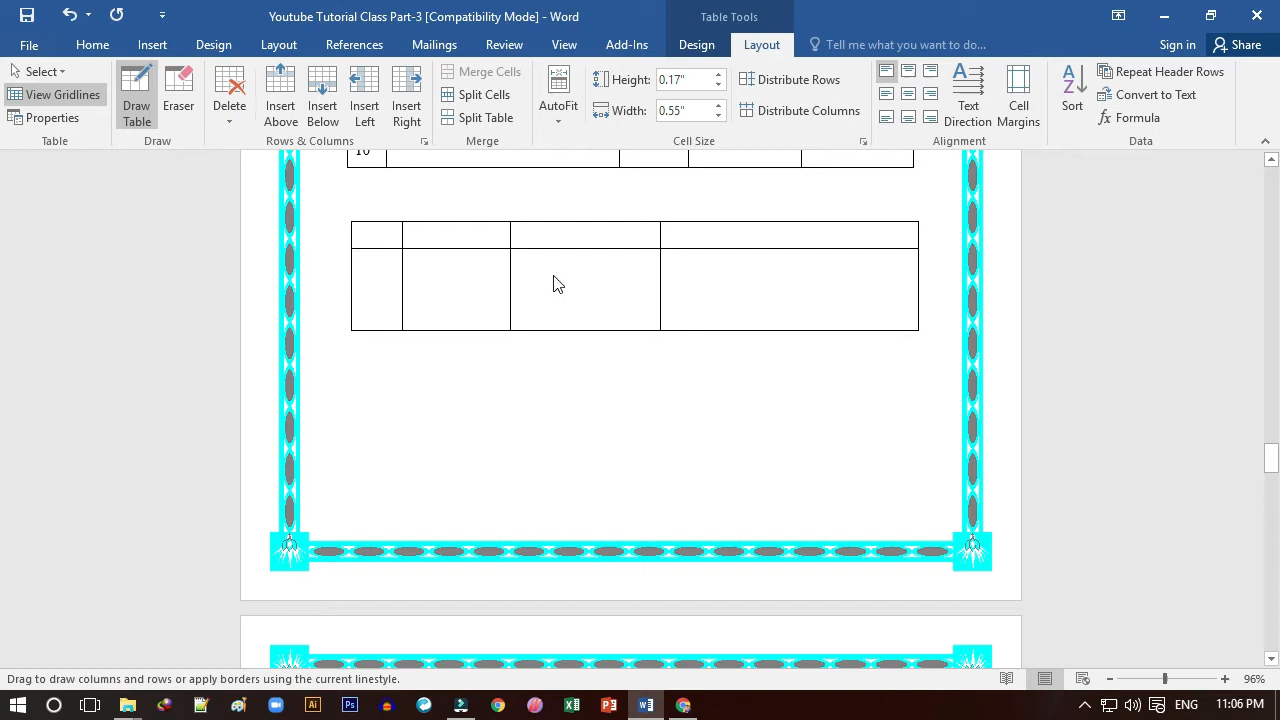 Youtube Tutorial Class Part-3 [Compatibility Mode] - Word
Table Tools
File Home Insert Design Layout References Mailings Review View Add-Ins Design Layout Tell me what you want to do... Sign in Share
Select
View Gridlines
Properties
Table
Draw Table
Eraser
Draw
Delete
Insert Above
Insert Below
Insert Left
Insert Right
Rows & Columns
Merge Cells
Split Cells
Split Table
Merge
AutoFit
Height: 0.17"
Width: 0.55"
Distribute Rows
Distribute Columns
Cell Size
Text Direction
Cell Margins
Alignment
Sort
Repeat Header Rows
Convert to Text
Formula
Data
10
Drag to draw columns and rows or apply borders using the current linestyle.
96%
Ai
Ps
ENG
11:06 PM